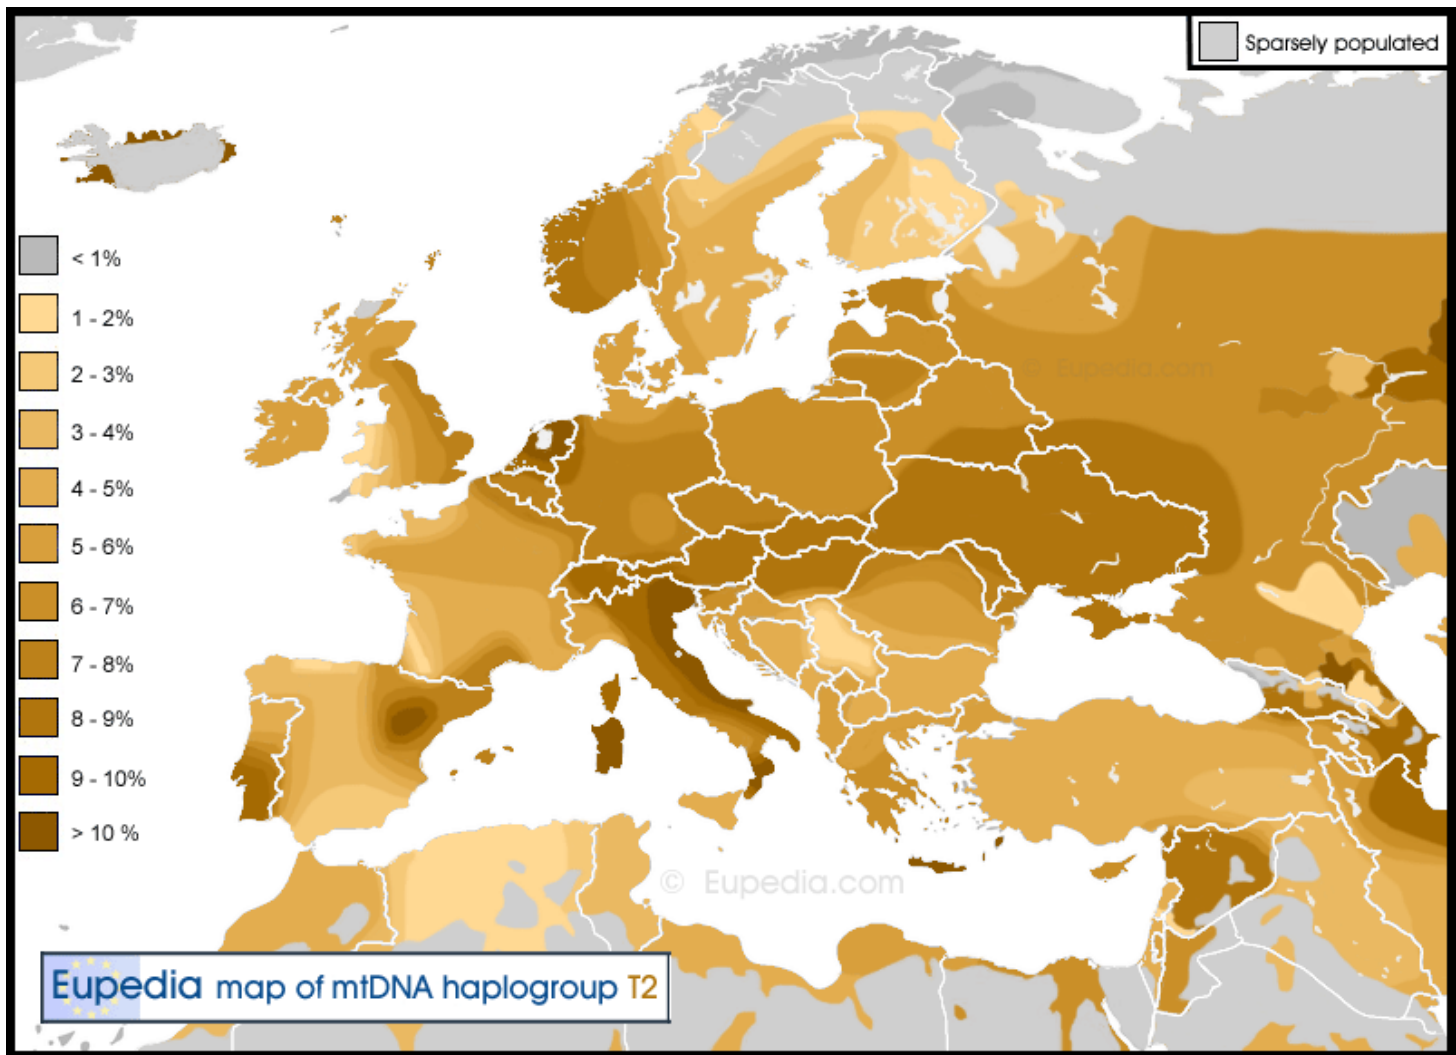 Sparsely populated
< 1%
1 - 2%
2 - 3%
3 - 4%
4 - 5%
5 - 6%
6 - 7%
7 - 8%
8 - 9%
9 - 10%
> 10 %
© Eupedia.com
© Eupedia.com
Eupedia map of mtDNA haplogroup T2